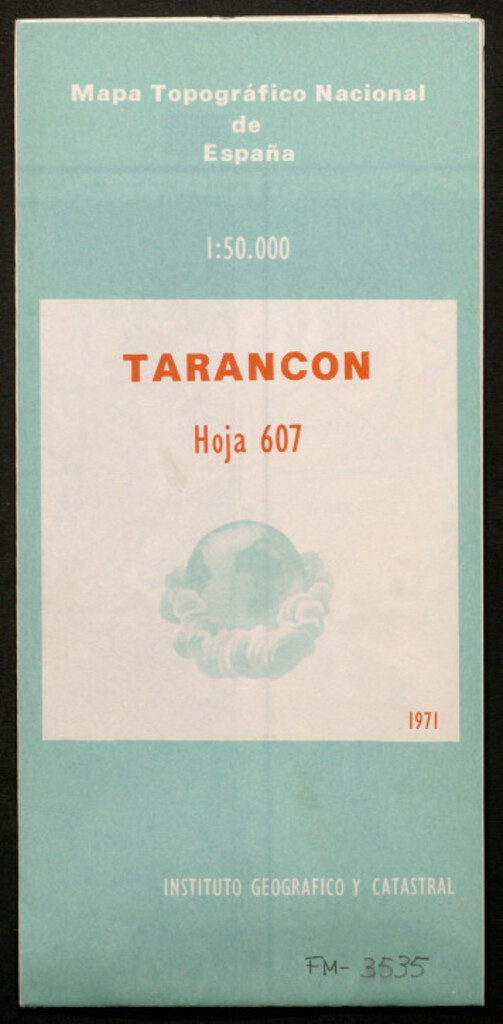 Mapa Topográfico Nacional
de
España
1:50.000
TARANCON
Hoja 607
1971
INSTITUTO GEOGRAFICO Y CATASTRAL
FM- 3535